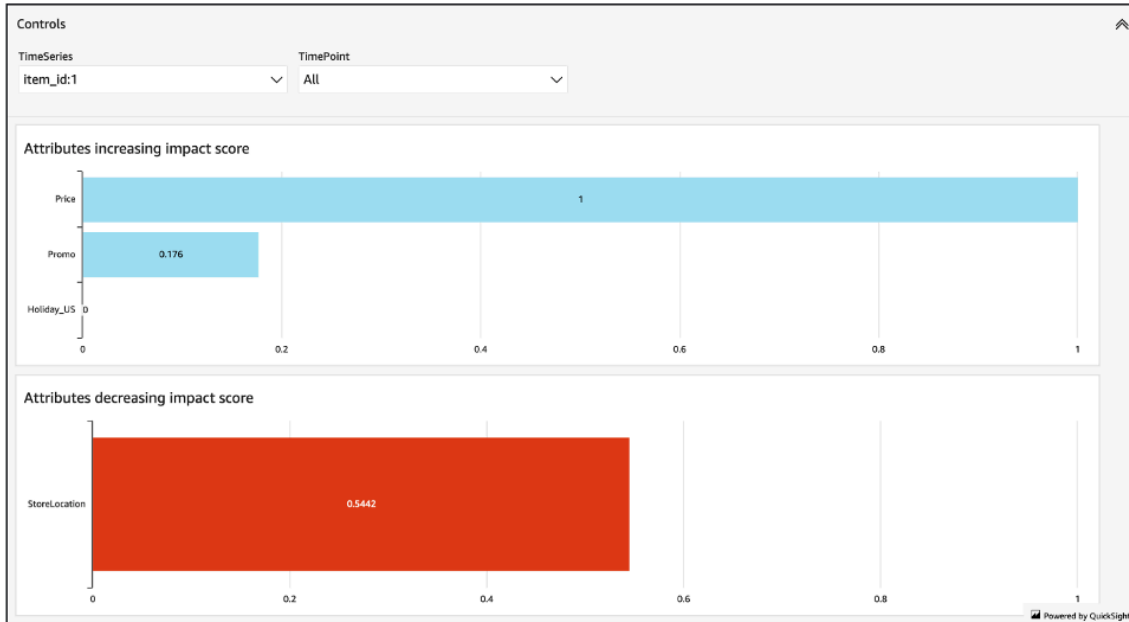 Controls
TimeSeries TimePoint
item_id:1 All
Attributes increasing impact score
Price 1
Promo 0.176
Holiday_US 0
0 0.2 0.4 0.6 0.8 1
Attributes decreasing impact score
StoreLocation 0.5442
0 0.2 0.4 0.6 0.8 1
Powered by QuickSight